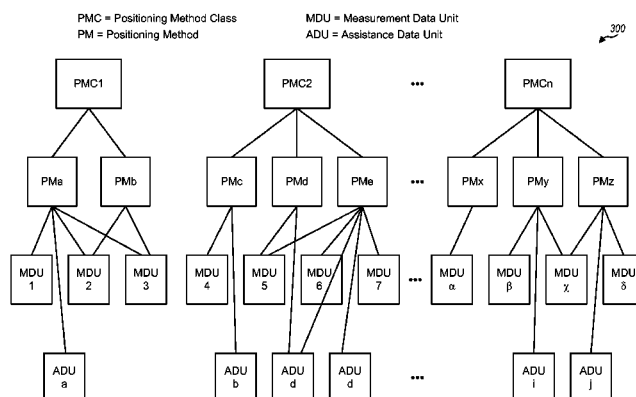 PMC = Positioning Method Class MDU = Measurement Data Unit
PM = Positioning Method ADU = Assistance Data Unit
300
PMC1 PMC2 ••• PMCn
PMa PMb PMc PMd PMe ••• PMx PMy PMz
MDU MDU MDU MDU MDU MDU MDU MDU MDU MDU MDU
1 2 3 4 5 6 7 ••• α β χ δ
ADU ADU ADU ADU ADU ADU
a b d d ••• i j